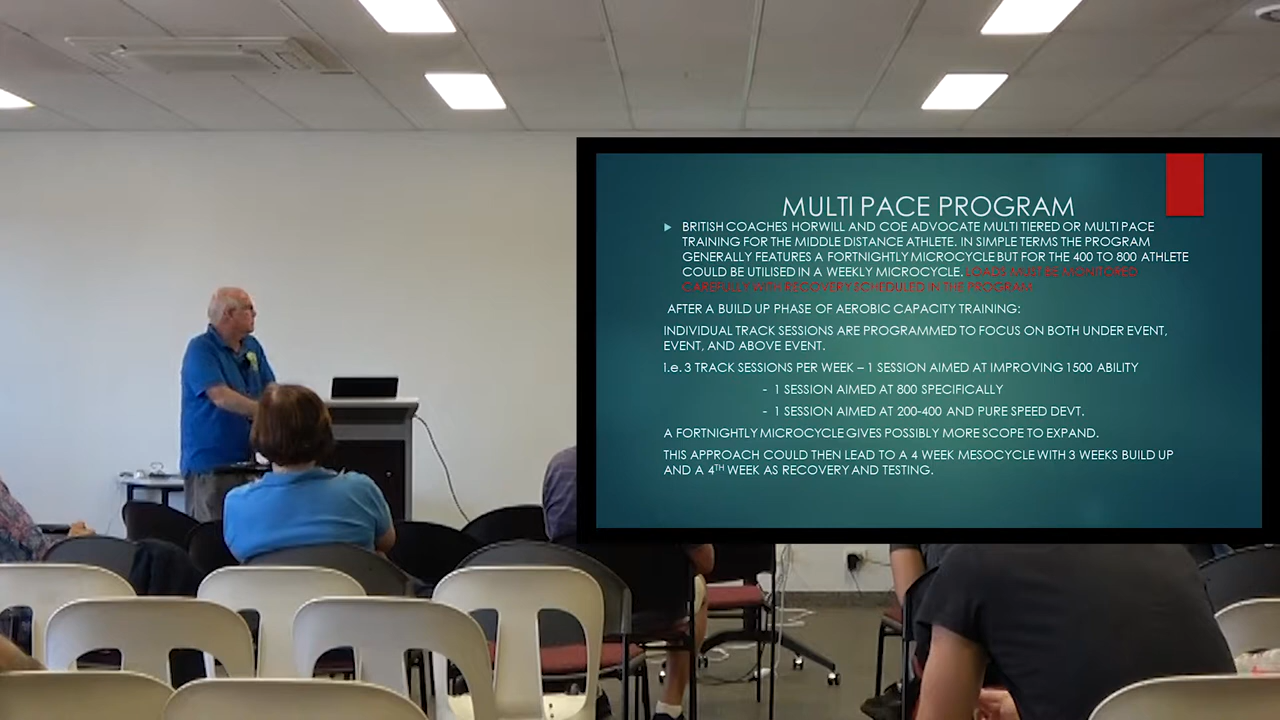 MULTI PACE PROGRAM
BRITISH COACHES HORWILL AND COE ADVOCATE MULTI TIERED OR MULTI PACE
TRAINING FOR THE MIDDLE DISTANCE ATHLETE. IN SIMPLE TERMS THE PROGRAM
GENERALLY FEATURES A FORTNIGHTLY MICROCYCLE BUT FOR THE 400 TO 800 ATHLETE
COULD BE UTILISED IN A WEEKLY MICROCYCLE. LOADS MUST BE MONITORED
CAREFULLY WITH RECOVERY SCHEDULED IN THE PROGRAM
AFTER A BUILD UP PHASE OF AEROBIC CAPACITY TRAINING:
INDIVIDUAL TRACK SESSIONS ARE PROGRAMMED TO FOCUS ON BOTH UNDER EVENT,
EVENT, AND ABOVE EVENT.
i.e. 3 TRACK SESSIONS PER WEEK – 1 SESSION AIMED AT IMPROVING 1500 ABILITY
- 1 SESSION AIMED AT 800 SPECIFICALLY
- 1 SESSION AIMED AT 200-400 AND PURE SPEED DEVT.
A FORTNIGHTLY MICROCYCLE GIVES POSSIBLY MORE SCOPE TO EXPAND.
THIS APPROACH COULD THEN LEAD TO A 4 WEEK MESOCYCLE WITH 3 WEEKS BUILD UP
AND A 4TH WEEK AS RECOVERY AND TESTING.